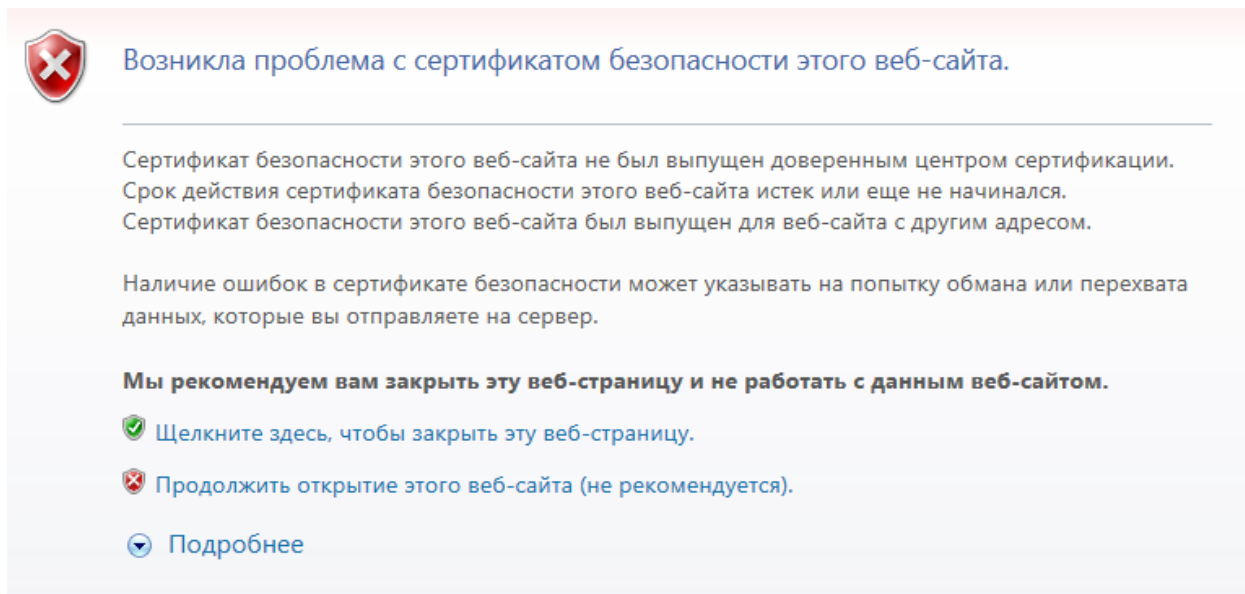 Возникла проблема с сертификатом безопасности этого веб-сайта.
Сертификат безопасности этого веб-сайта не был выпущен доверенным центром сертификации.
Срок действия сертификата безопасности этого веб-сайта истек или еще не начинался.
Сертификат безопасности этого веб-сайта был выпущен для веб-сайта с другим адресом.
Наличие ошибок в сертификате безопасности может указывать на попытку обмана или перехвата
данных, которые вы отправляете на сервер.
Мы рекомендуем вам закрыть эту веб-страницу и не работать с данным веб-сайтом.
Щелкните здесь, чтобы закрыть эту веб-страницу.
Продолжить открытие этого веб-сайта (не рекомендуется).
Подробнее